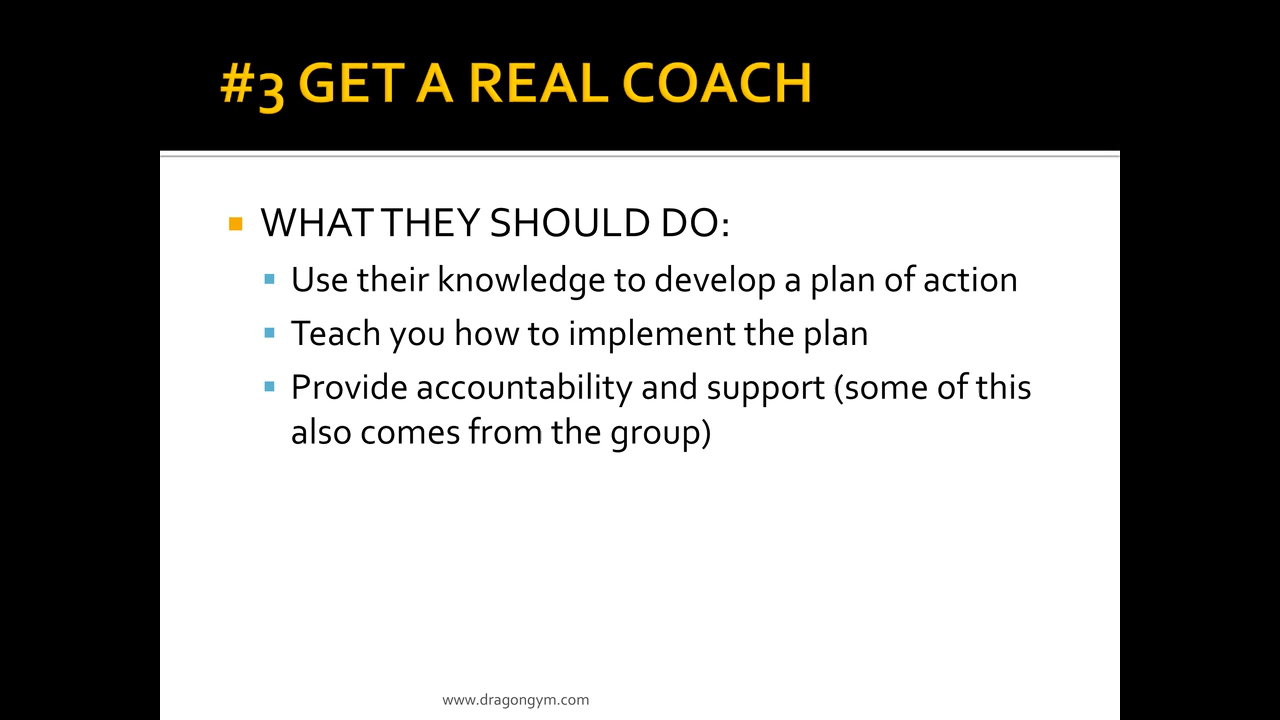 #3 GET A REAL COACH
WHAT THEY SHOULD DO:
Use their knowledge to develop a plan of action
Teach you how to implement the plan
Provide accountability and support (some of this
also comes from the group)
www.dragongym.com